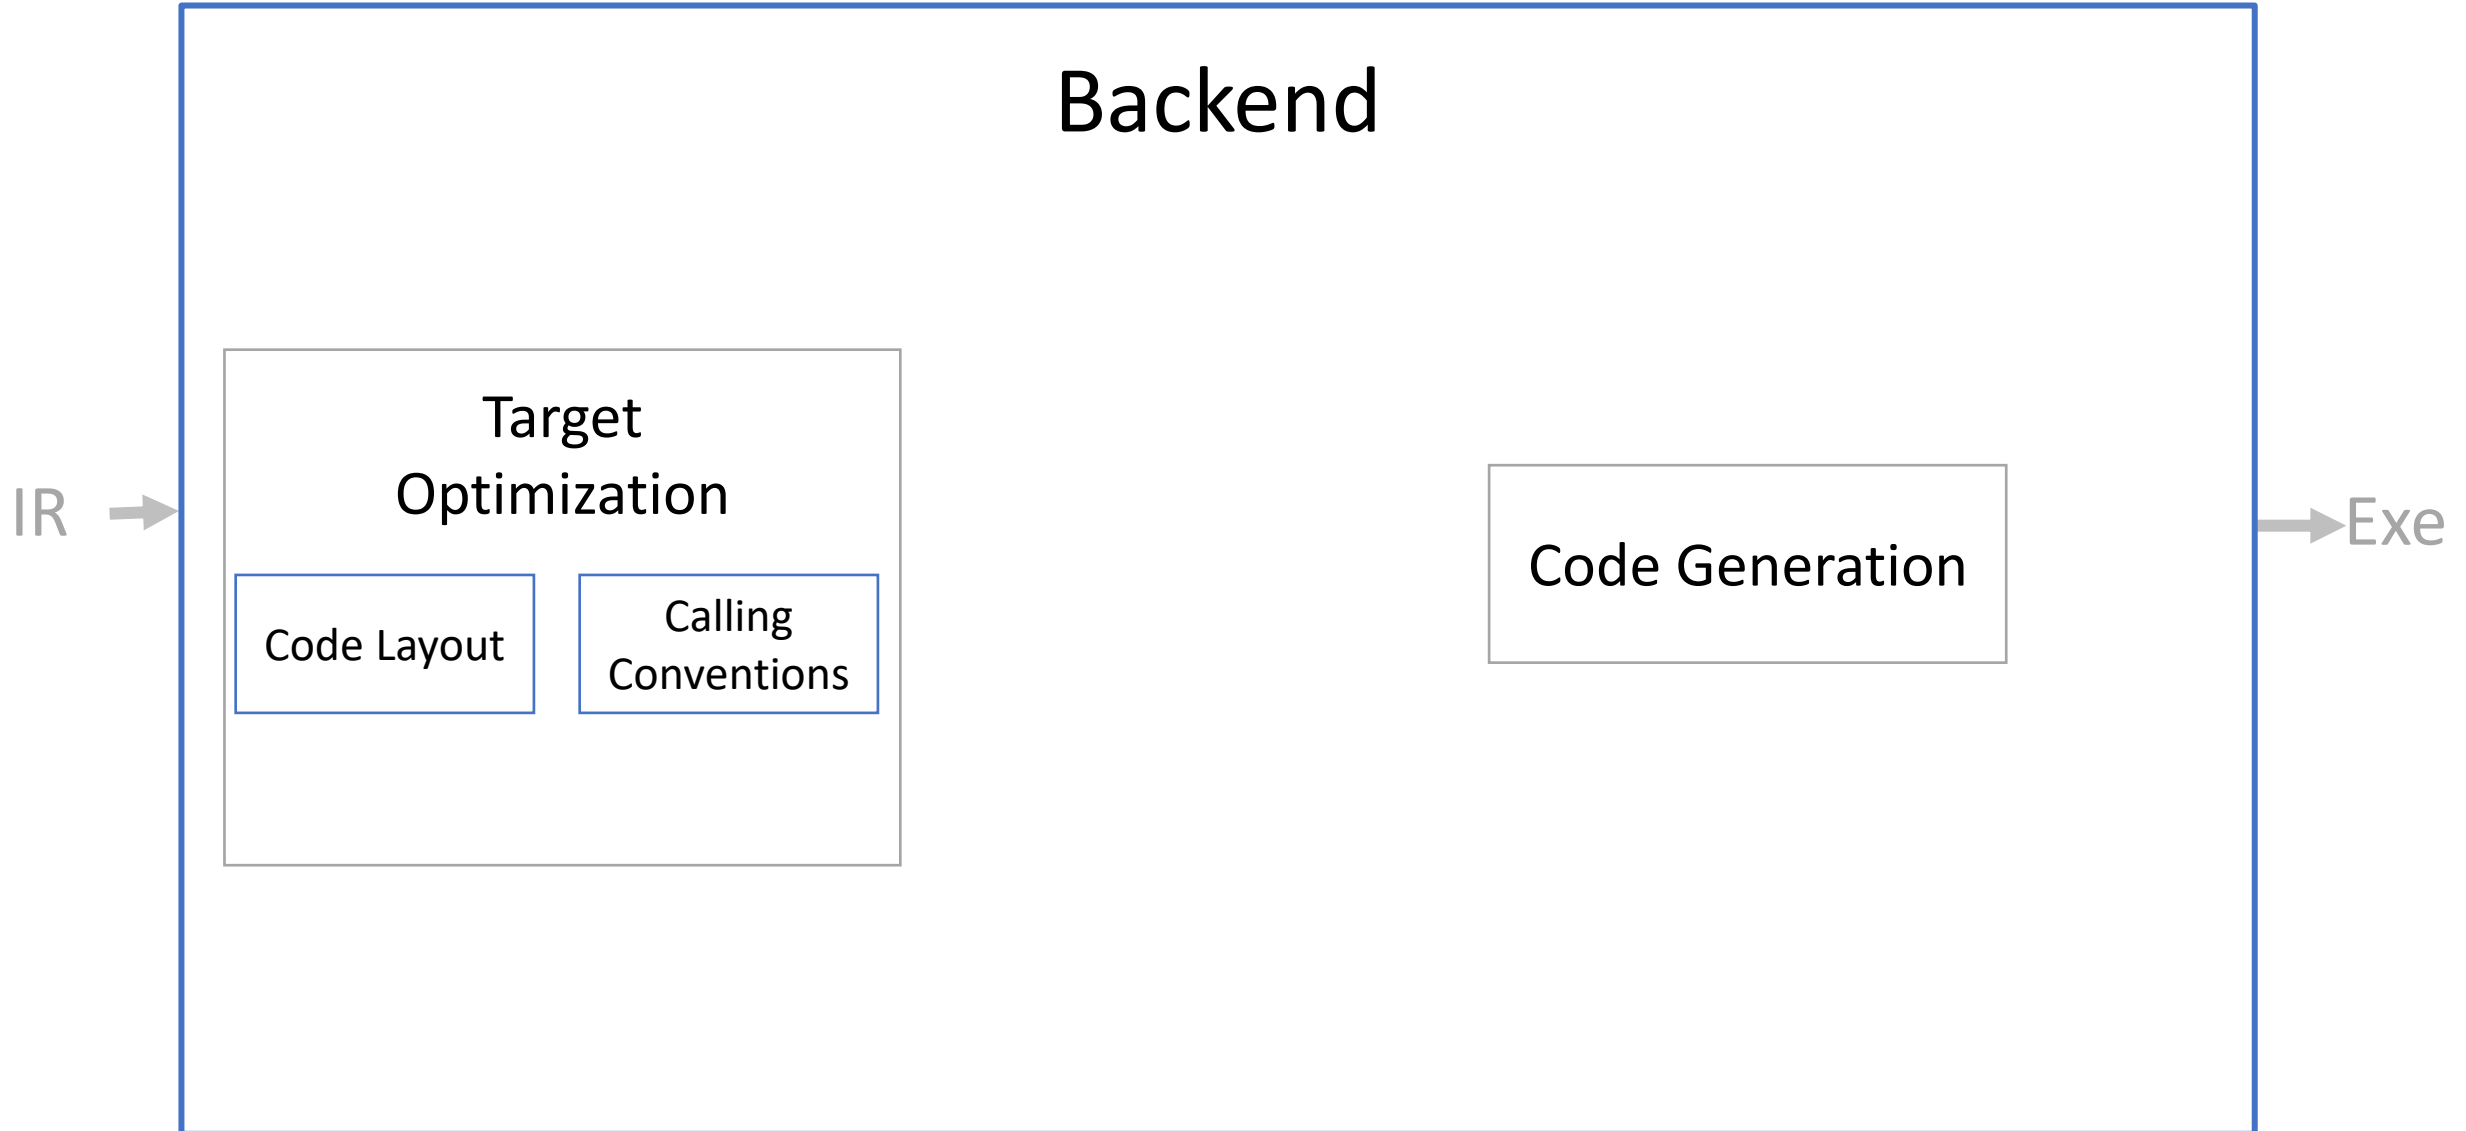 Backend
Target
Optimization
Code Layout
Calling
Conventions
Code Generation
IR
Exe